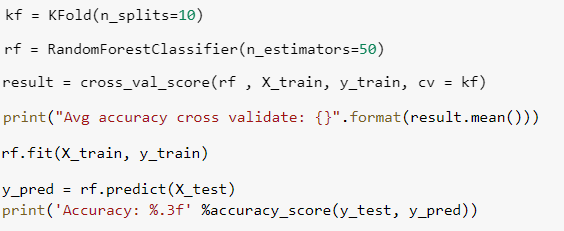 kf = KFold(n_splits=10)
rf = RandomForestClassifier(n_estimators=50)
result = cross_val_score(rf , X_train, y_train, cv = kf)
print("Avg accuracy cross validate: {}".format(result.mean()))
rf.fit(X_train, y_train)
y_pred = rf.predict(X_test)
print('Accuracy: %.3f' %accuracy_score(y_test, y_pred))